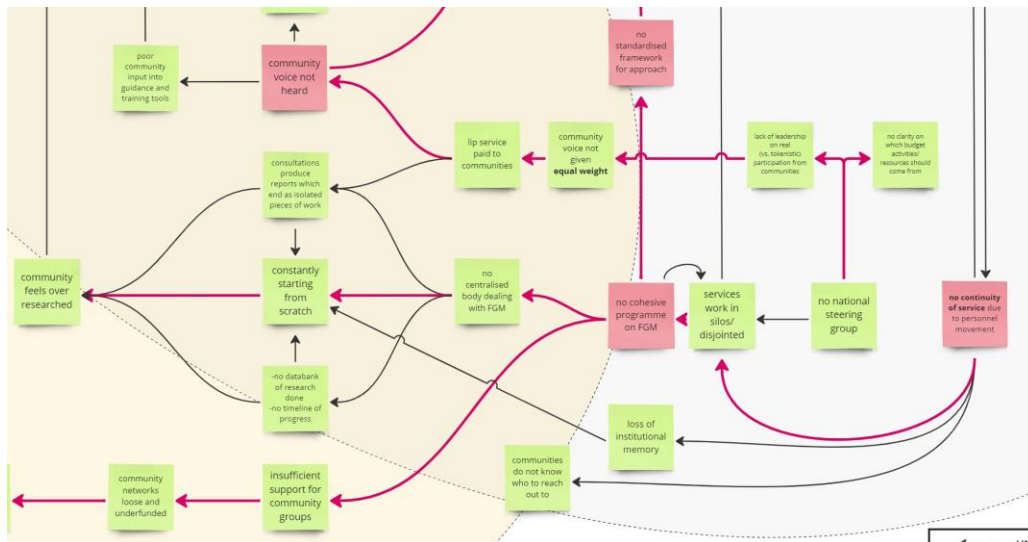 poor
community
input into
guidance and
training tools
community
voice not
heard
no
standardised
framework
for approach
consultations
produce
reports which
end as isolated
pieces of work
lip service
paid to
communities
community
voice not
given
equal weight
lack of leadership
on real
(vs. tokenistic)
participation from
communities
no clarity on
which budget
activities/
resources should
come from
community
feels over
researched
constantly
starting
from
scratch
no
centralised
body dealing
with FGM
no cohesive
programme
on FGM
services
work in
silos/
disjointed
no national
steering
group
no continuity
of service due
to personnel
movement
-no databank
of research
done
-no timeline of
progress
loss of
institutional
memory
communities
do not know
who to reach
out to
community
networks
loose and
underfunded
insufficient
support for
community
groups